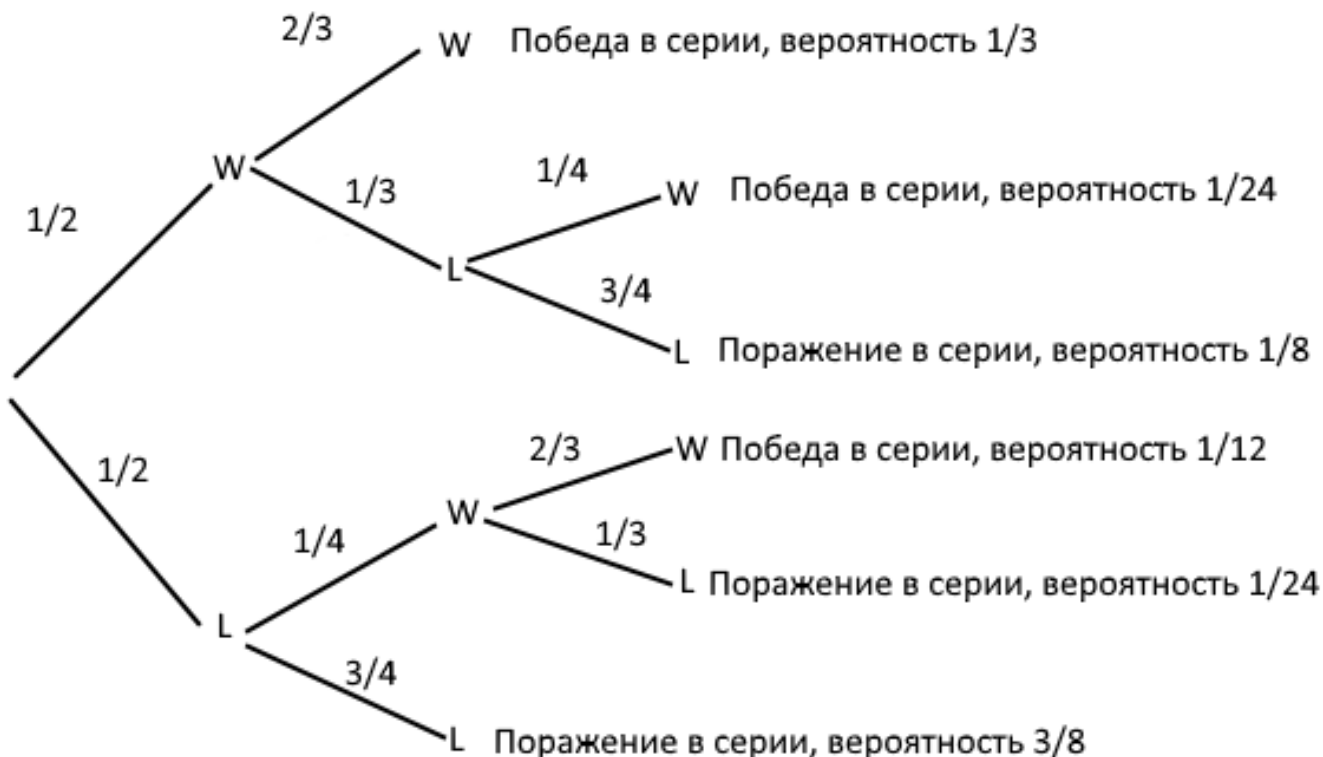 2/3
W Победа в серии, вероятность 1/3
W
1/3
1/4
W Победа в серии, вероятность 1/24
1/2
L
3/4
L Поражение в серии, вероятность 1/8
1/2
2/3
W Победа в серии, вероятность 1/12
W
1/4
1/3
L Поражение в серии, вероятность 1/24
L
3/4
L Поражение в серии, вероятность 3/8